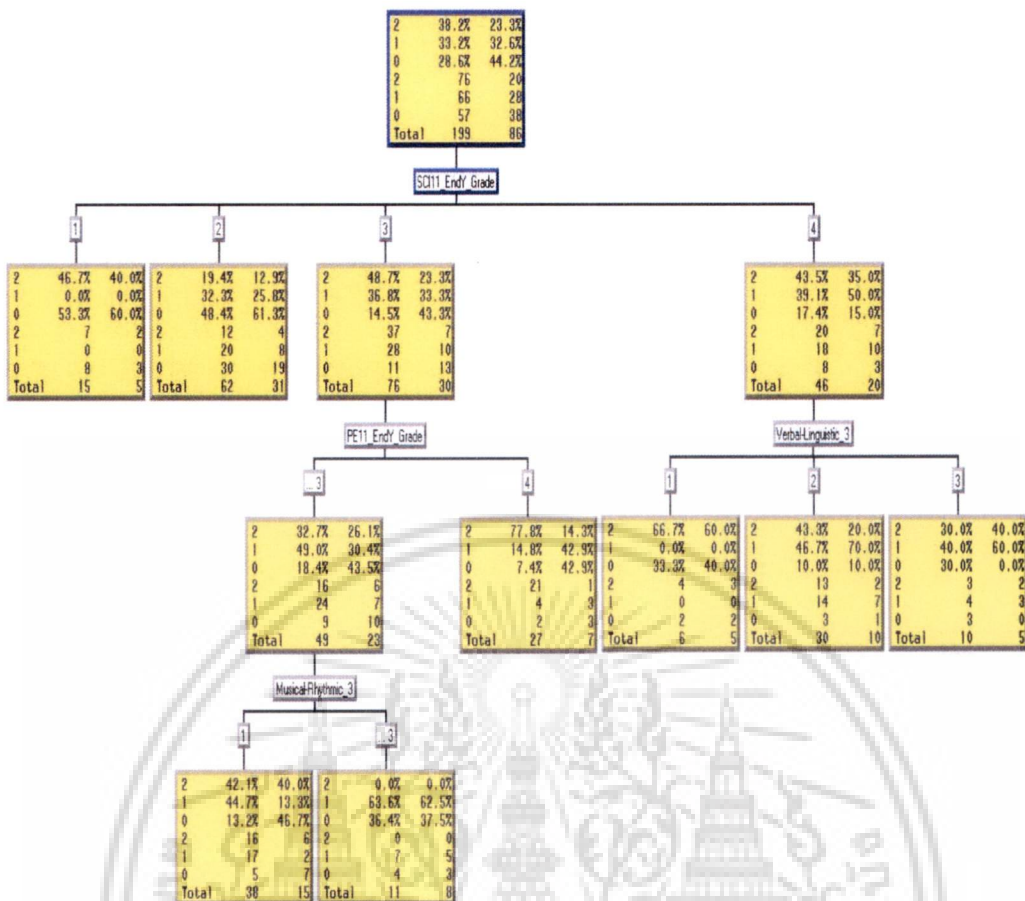 2 38.2% 23.3%
1 33.2% 32.6%
0 28.6% 44.2%
2 76 20
1 66 28
0 57 38
Total 199 86
SCI11_EndY_Grade
1
2
3
4
2 46.7% 40.0%
1 0.0% 0.0%
0 53.3% 60.0%
2 7 2
1 0 0
0 8 3
Total 15 5
2 19.4% 12.9%
1 32.3% 25.8%
0 48.4% 61.3%
2 12 4
1 20 8
0 30 19
Total 62 31
2 48.7% 23.3%
1 36.8% 33.3%
0 14.5% 43.3%
2 37 7
1 28 10
0 11 13
Total 76 30
2 43.5% 35.0%
1 39.1% 50.0%
0 17.4% 15.0%
2 20 7
1 18 10
0 8 3
Total 46 20
PE11_EndY_Grade
... 3
4
2 32.7% 26.1%
1 49.0% 30.4%
0 18.4% 43.5%
2 16 6
1 24 7
0 9 10
Total 49 23
2 77.8% 14.3%
1 14.8% 42.9%
0 7.4% 42.9%
2 21 1
1 4 3
0 2 3
Total 27 7
Verbal-Linguistic_3
1
2
3
2 66.7% 60.0%
1 0.0% 0.0%
0 33.3% 40.0%
2 4 3
1 0 0
0 2 2
Total 6 5
2 43.3% 20.0%
1 46.7% 70.0%
0 10.0% 10.0%
2 13 2
1 14 7
0 3 1
Total 30 10
2 30.0% 40.0%
1 40.0% 60.0%
0 30.0% 0.0%
2 3 2
1 4 3
0 3 0
Total 10 5
Musical-Rhythmic_3
1
... 3
2 42.1% 40.0%
1 44.7% 13.3%
0 13.2% 46.7%
2 16 6
1 17 2
0 5 7
Total 38 15
2 0.0% 0.0%
1 63.6% 62.5%
0 36.4% 37.5%
2 0 0
1 7 5
0 4 3
Total 11 8